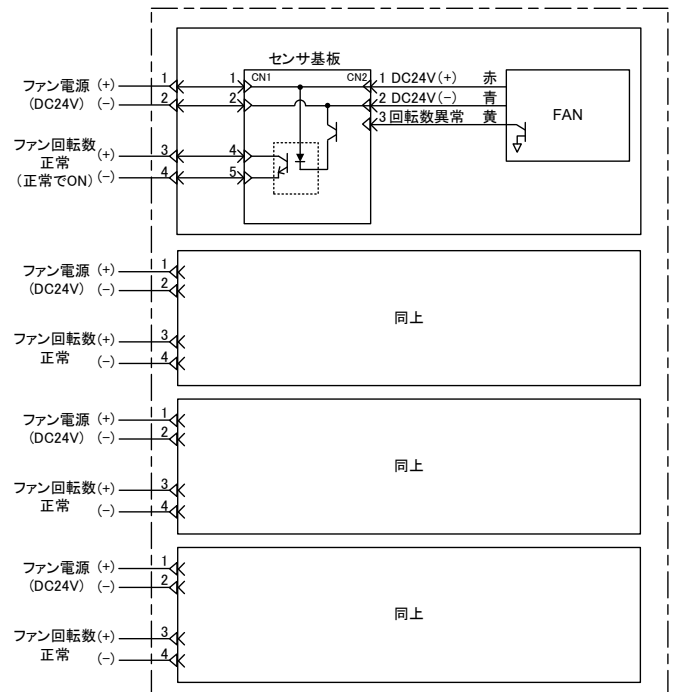 センサ基板
ファン電源 (+) 1 1 CN1 CN2 1 DC24V(+) 赤
(DC24V) (-) 2 2 2 DC24V(-) 青
3 回転数異常 黄
FAN
ファン回転数 (+) 3 4
正常
(正常でON) (-) 4 5
ファン電源 (+) 1
(DC24V) (-) 2
同上
ファン回転数(+) 3
正常 (-) 4
ファン電源 (+) 1
(DC24V) (-) 2
同上
ファン回転数(+) 3
正常 (-) 4
ファン電源 (+) 1
(DC24V) (-) 2
同上
ファン回転数(+) 3
正常 (-) 4